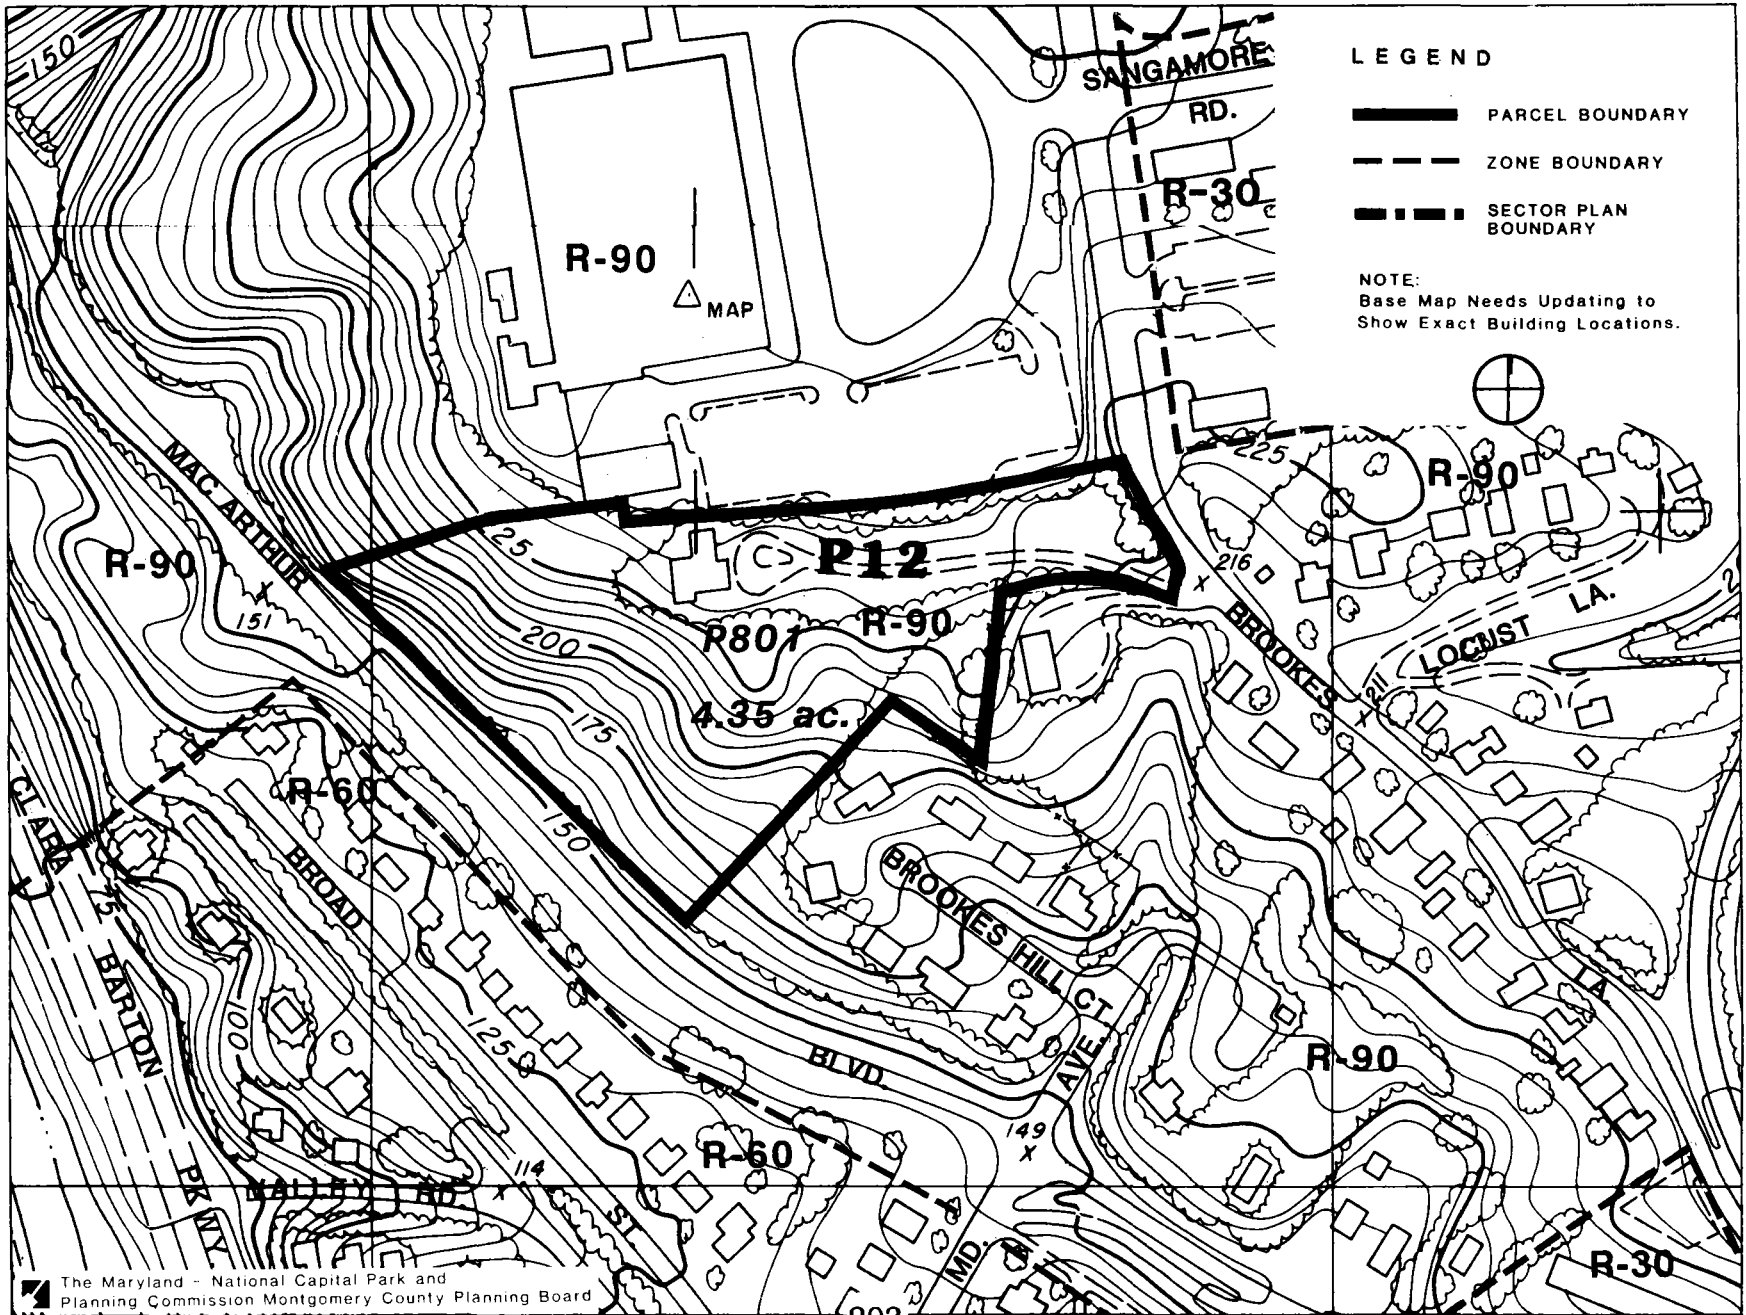 150
SANGAMORE
RD.
R-30
R-90
MAP
LEGEND
PARCEL BOUNDARY
ZONE BOUNDARY
SECTOR PLAN
BOUNDARY
NOTE:
Base Map Needs Updating to
Show Exact Building Locations.
MAC ARTHUR
R-90
151
225
R-90
25
P12
216
LA.
LOCUST
BROOKES
211
R-90
P801
200
4.35 ac.
175
150
R-60
CLARA
BROAD
75
BROOKES HILL CT.
BARTON
100
125
BLVD.
AVE.
LA.
R-90
149
R-60
114
PKWY
WALLEY RD.
ST.
MD.
R-30
The Maryland - National Capital Park and
Planning Commission Montgomery County Planning Board